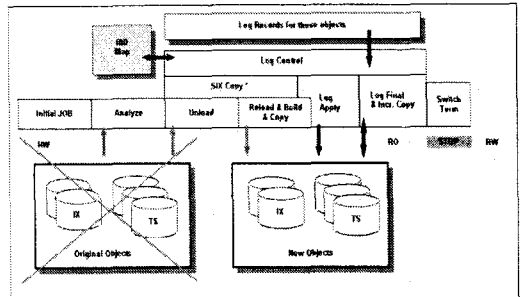 Log Records for these objects
RID
Map
Log Control
SIX Copy *
Initial JOB
Analyze
Unload
Reload & Build
& Copy
Log
Apply
Log Final
& Incr. Copy
Switch
Term
RW
RO
STOP
RW
IX
TS
Original Objects
IX
TS
New Objects